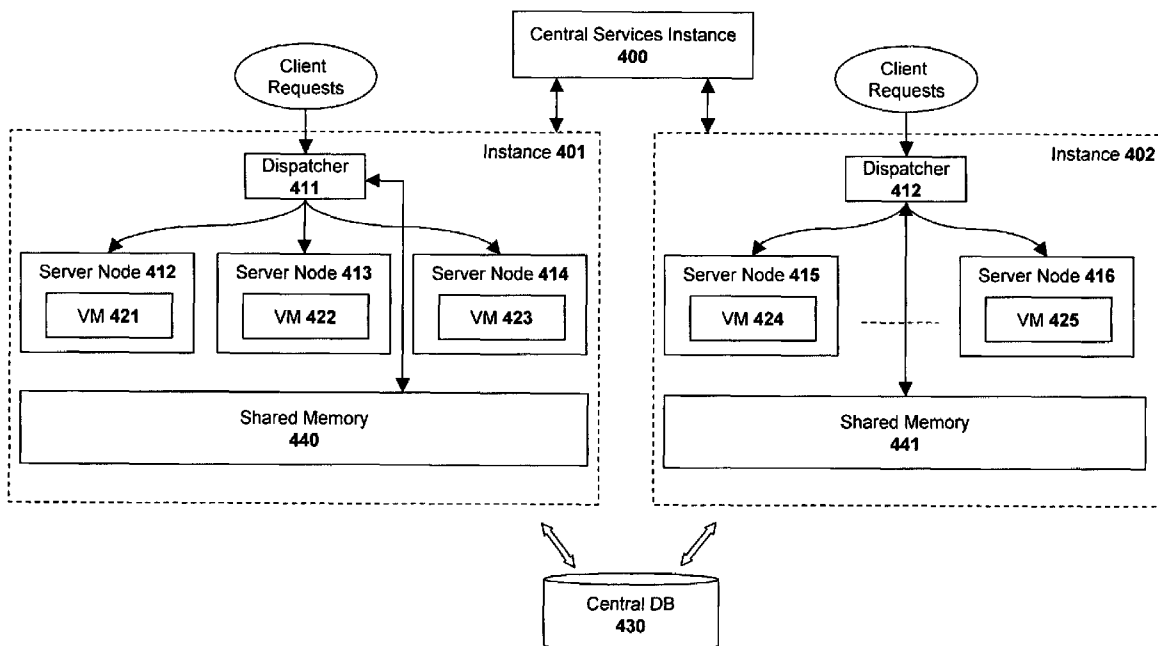 Central Services Instance
400
Client
Requests
Client
Requests
Instance 401
Dispatcher
411
Server Node 412
VM 421
Server Node 413
VM 422
Server Node 414
VM 423
Shared Memory
440
Instance 402
Dispatcher
412
Server Node 415
VM 424
Server Node 416
VM 425
Shared Memory
441
Central DB
430